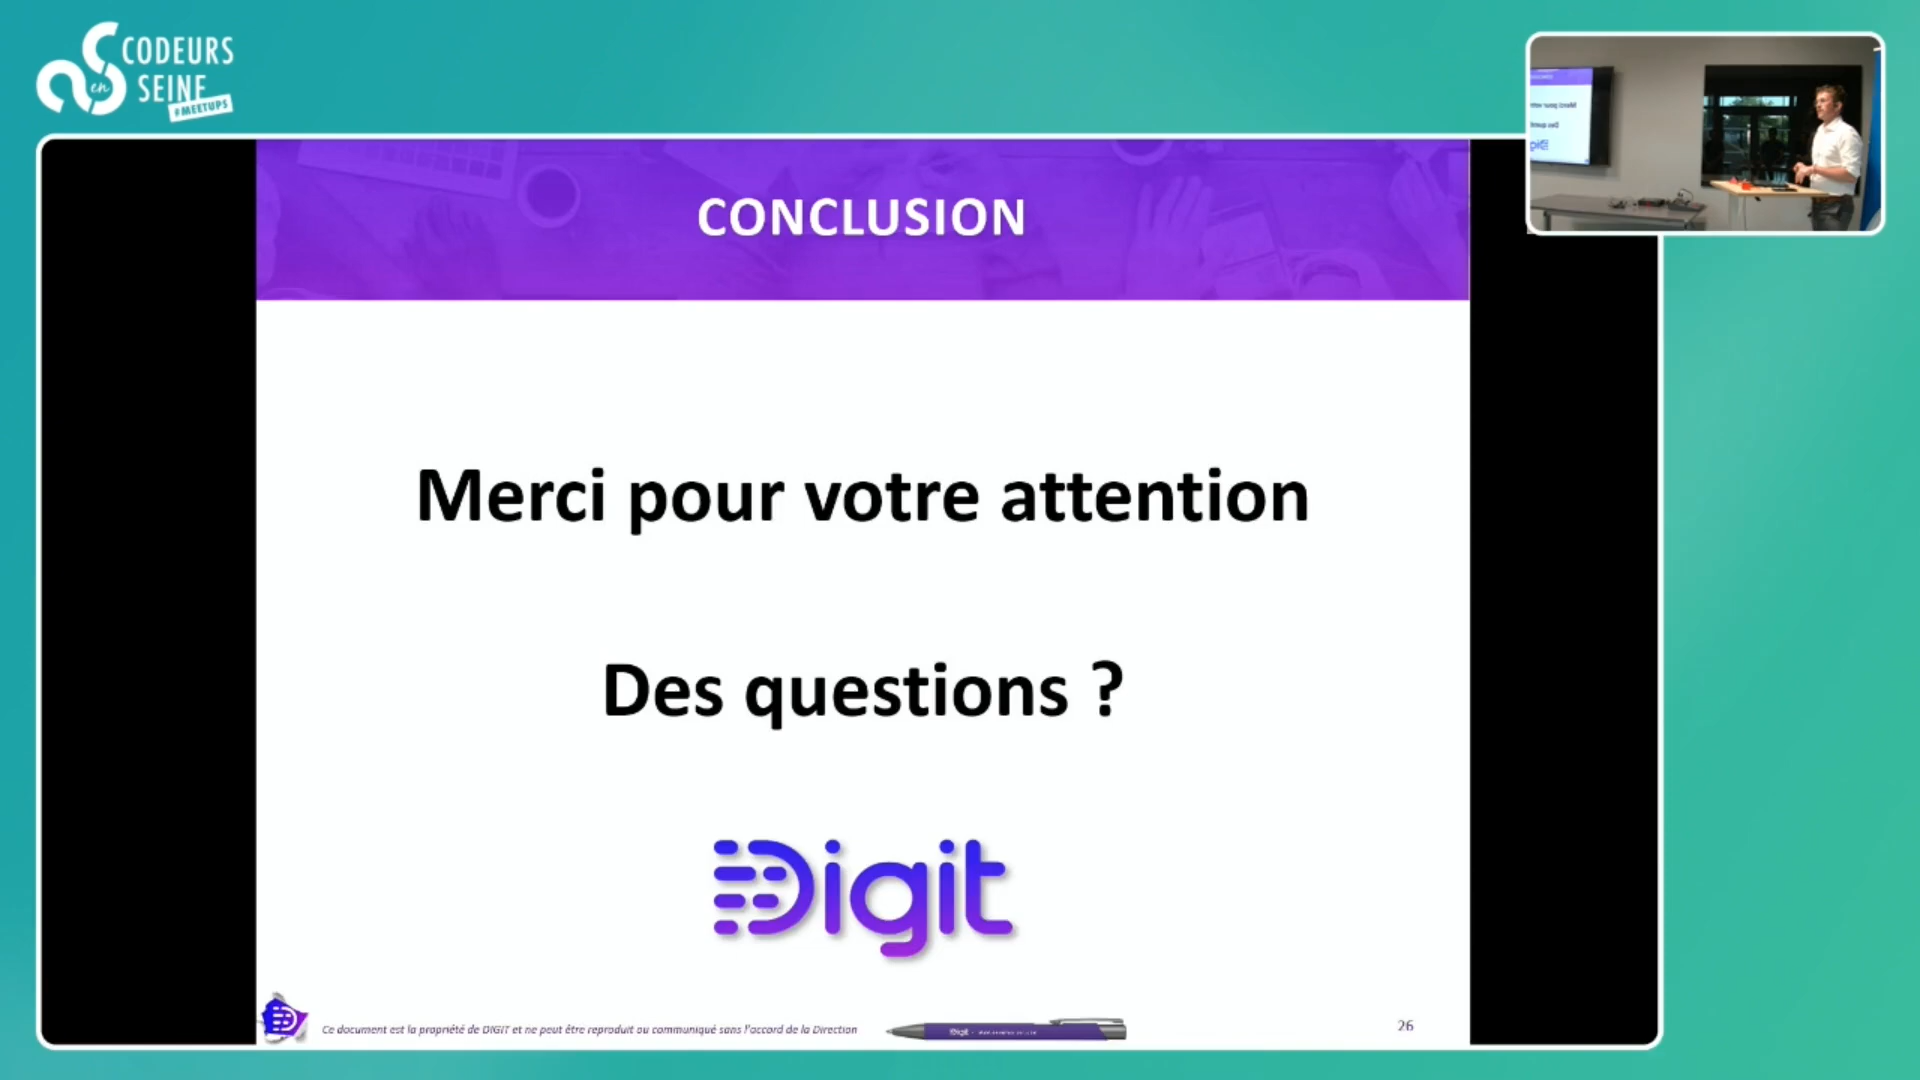 CODEURS
en
SEINE
#MEETUPS
CONCLUSION
Merci pour votre attention
Des questions ?
Digit
Ce document est la propriété de DIGIT et ne peut être reproduit ou communiqué sans l'accord de la Direction
Digit
26